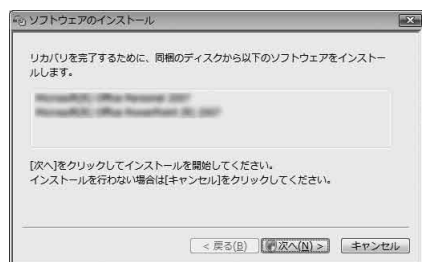 ソフトウェアのインストール
リカバリを完了するために、同梱のディスクから以下のソフトウェアをインストー
ルします。
[次へ]をクリックしてインストールを開始してください。
インストールを行わない場合は[キャンセル]をクリックしてください。
< 戻る(B) 次へ(N) > キャンセル